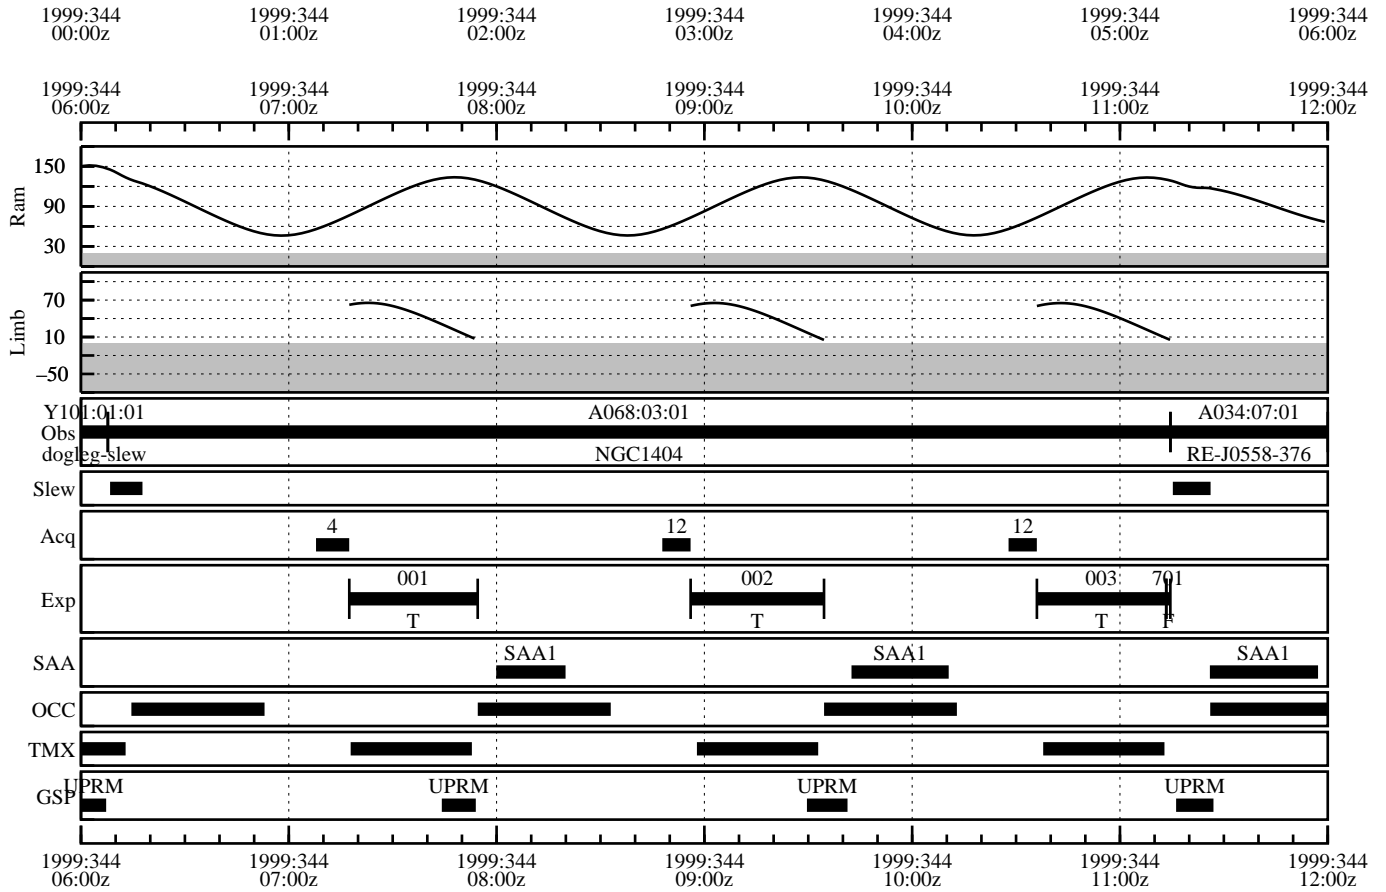 1999:344 1999:344 1999:344 1999:344 1999:344 1999:344 1999:344
00:00z 01:00z 02:00z 03:00z 04:00z 05:00z 06:00z
1999:344 1999:344 1999:344 1999:344 1999:344 1999:344 1999:344
06:00z 07:00z 08:00z 09:00z 10:00z 11:00z 12:00z
Ram
150
90
30
Limb
70
10
−50
Y101:01:01 A068:03:01 A034:07:01
Obs
dogleg-slew NGC1404 RE-J0558-376
Slew
Acq 4 12 12
Exp
001 002 003 701
T T T F
SAA SAA1 SAA1 SAA1
OCC
TMX
GSP
UPRM UPRM UPRM UPRM
1999:344 1999:344 1999:344 1999:344 1999:344 1999:344 1999:344
06:00z 07:00z 08:00z 09:00z 10:00z 11:00z 12:00z